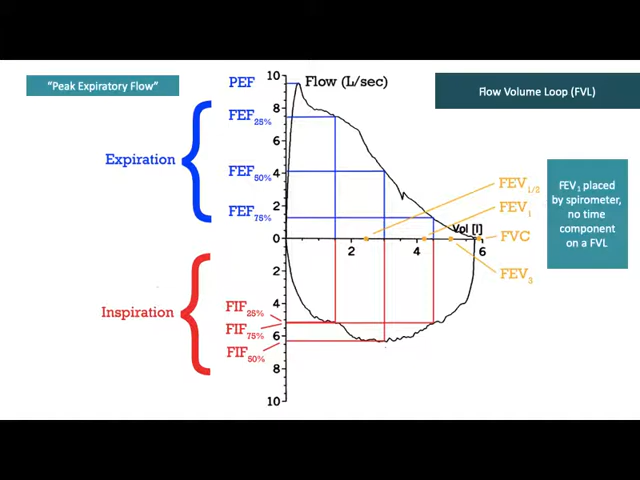 "Peak Expiratory Flow"
Flow Volume Loop (FVL)
Flow (L/sec)
PEF
FEF25%
FEF50%
FEF75%
Expiration
10
8
6
4
2
0
2
4
6
8
10
2
4
6
Vol [l]
FEV1/2
FEV1
FVC
FEV3
FEV1 placed
by spirometer,
no time
component
on a FVL
Inspiration
FIF25%
FIF75%
FIF50%